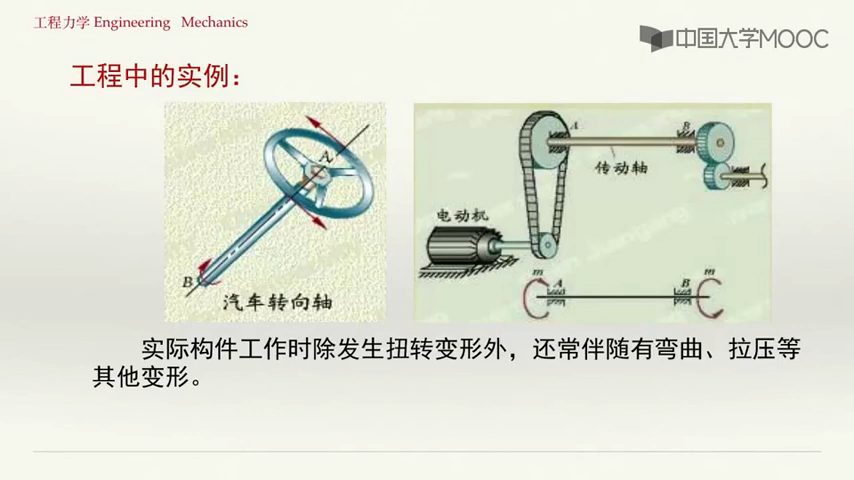 工程力学 Engineering Mechanics
中国大学MOOC
工程中的实例：
A
B
汽车转向轴
A
B
传动轴
电动机
m
A
B
m
实际构件工作时除发生扭转变形外，还常伴随有弯曲、拉压等
其他变形。